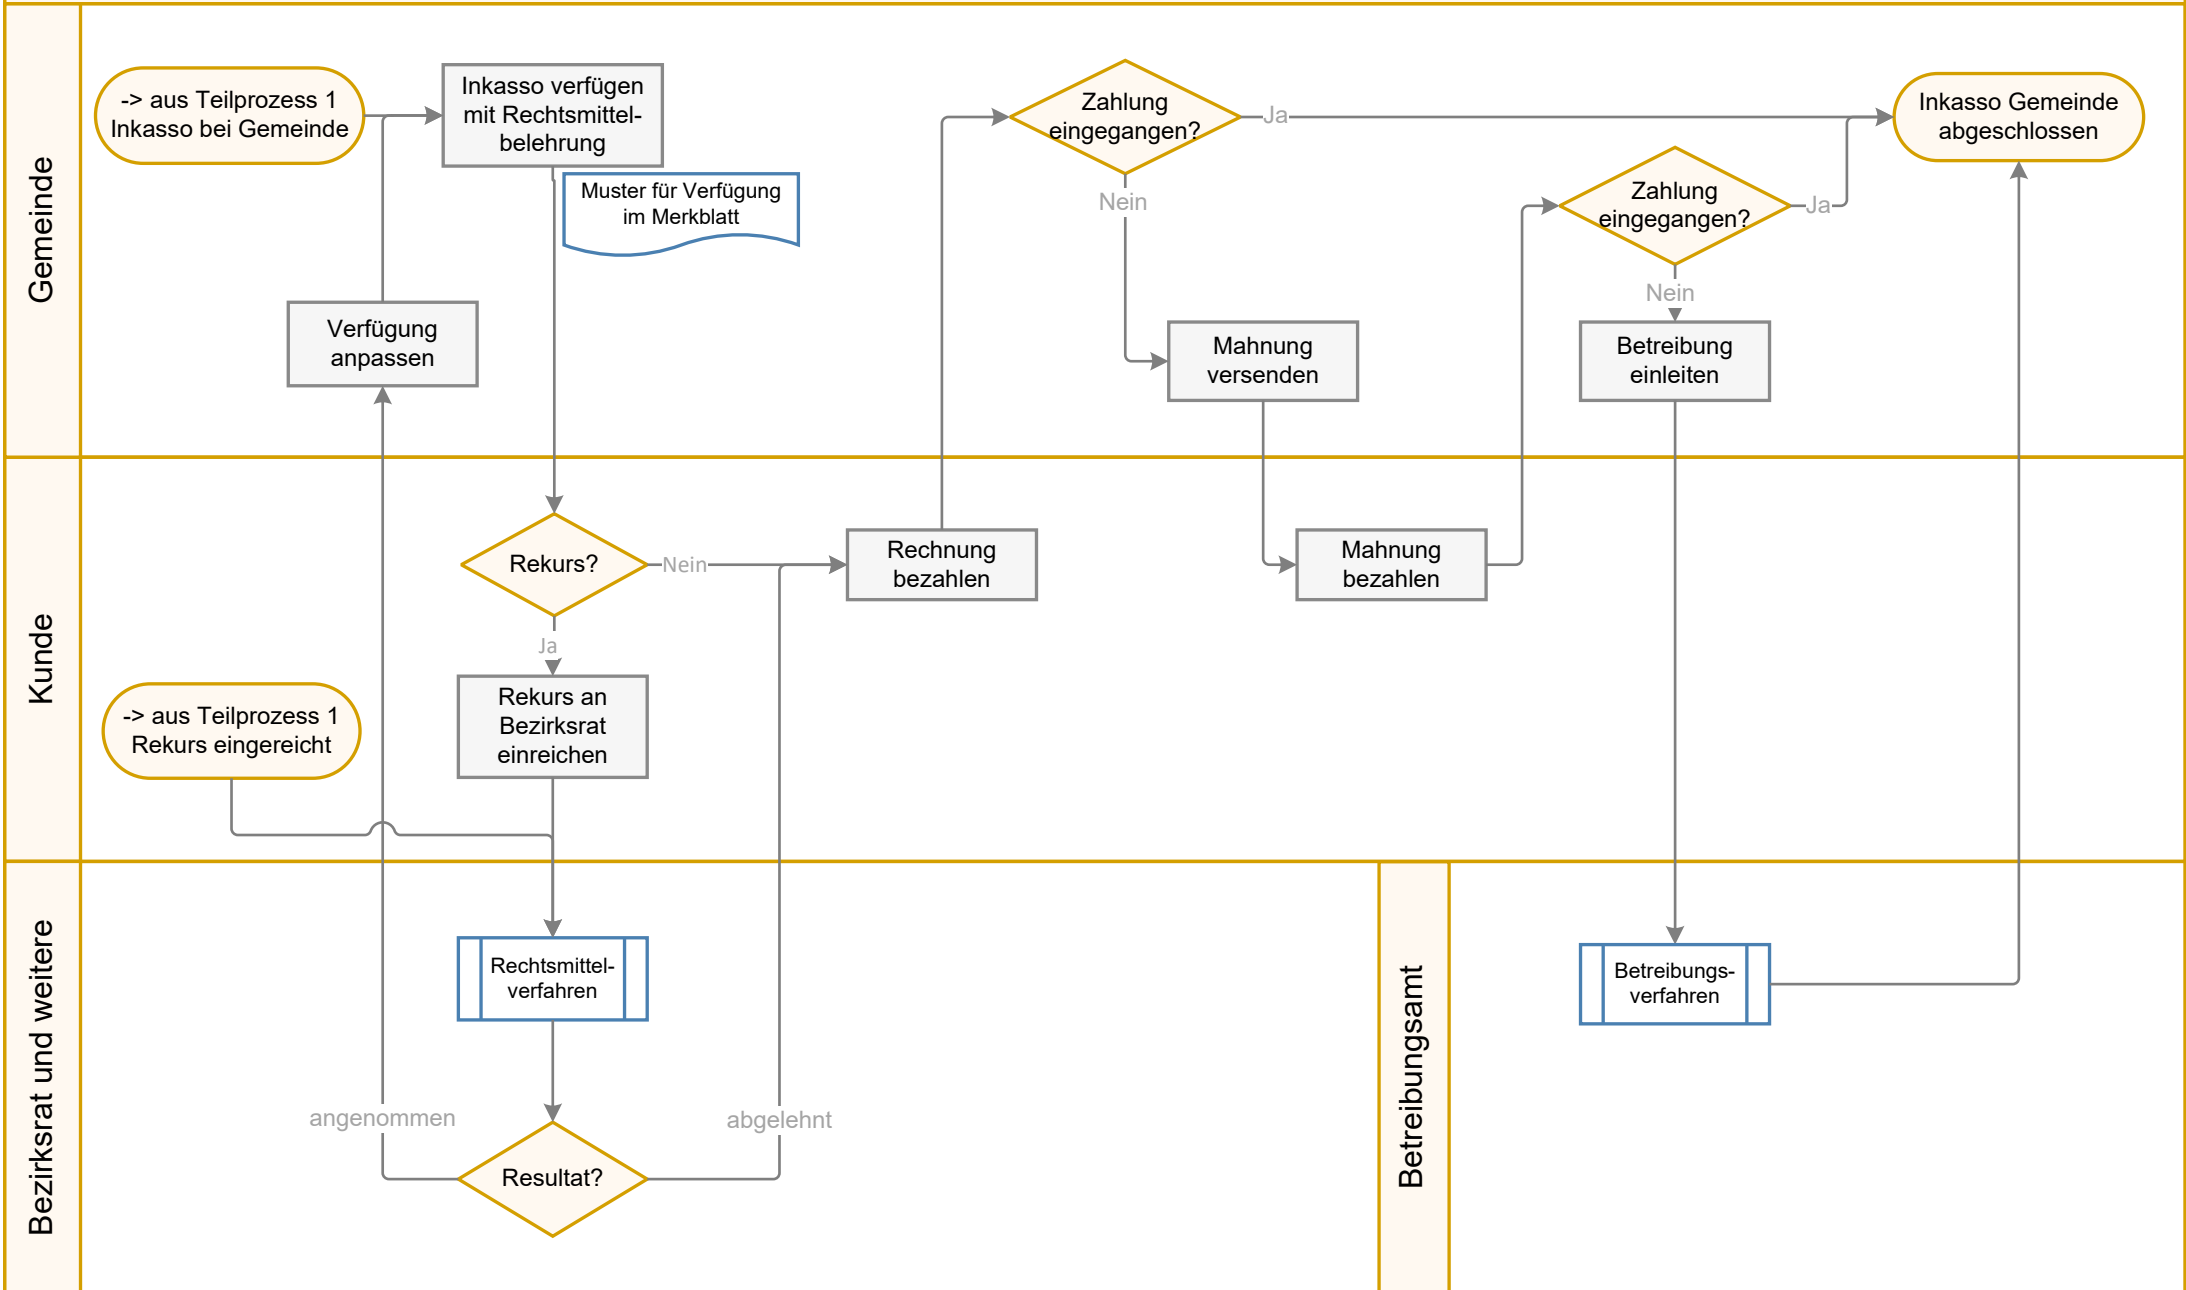 Gemeinde
-> aus Teilprozess 1
Inkasso bei Gemeinde
Inkasso verfügen
mit Rechtsmittel-
belehrung
Muster für Verfügung
im Merkblatt
Verfügung
anpassen
Zahlung
eingegangen?
Ja
Nein
Mahnung
versenden
Zahlung
eingegangen?
Ja
Nein
Betreibung
einleiten
Inkasso Gemeinde
abgeschlossen
Kunde
Rekurs?
Nein
Ja
Rechnung
bezahlen
Mahnung
bezahlen
-> aus Teilprozess 1
Rekurs eingereicht
Rekurs an
Bezirksrat
einreichen
Bezirksrat und weitere
Rechtsmittel-
verfahren
angenommen
abgelehnt
Resultat?
Betreibungsamt
Betreibungs-
verfahren